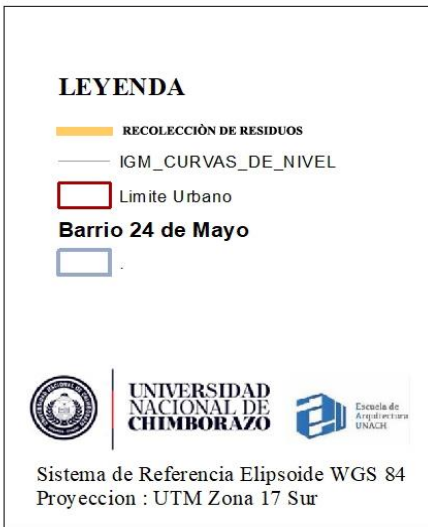 LEYENDA
RECOLECCIÒN DE RESIDUOS
IGM_CURVAS_DE_NIVEL
Limite Urbano
Barrio 24 de Mayo
.
UNIVERSIDAD
NACIONAL DE
CHIMBORAZO
Escuela de
Arquitectura
UNACH
Sistema de Referencia Elipsoide WGS 84
Proyeccion : UTM Zona 17 Sur